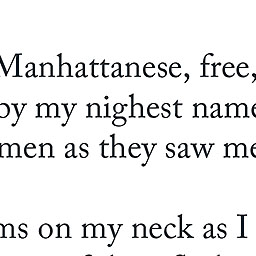 Manhattanese, free,
by my nighest name
men as they saw me
ms on my neck as I